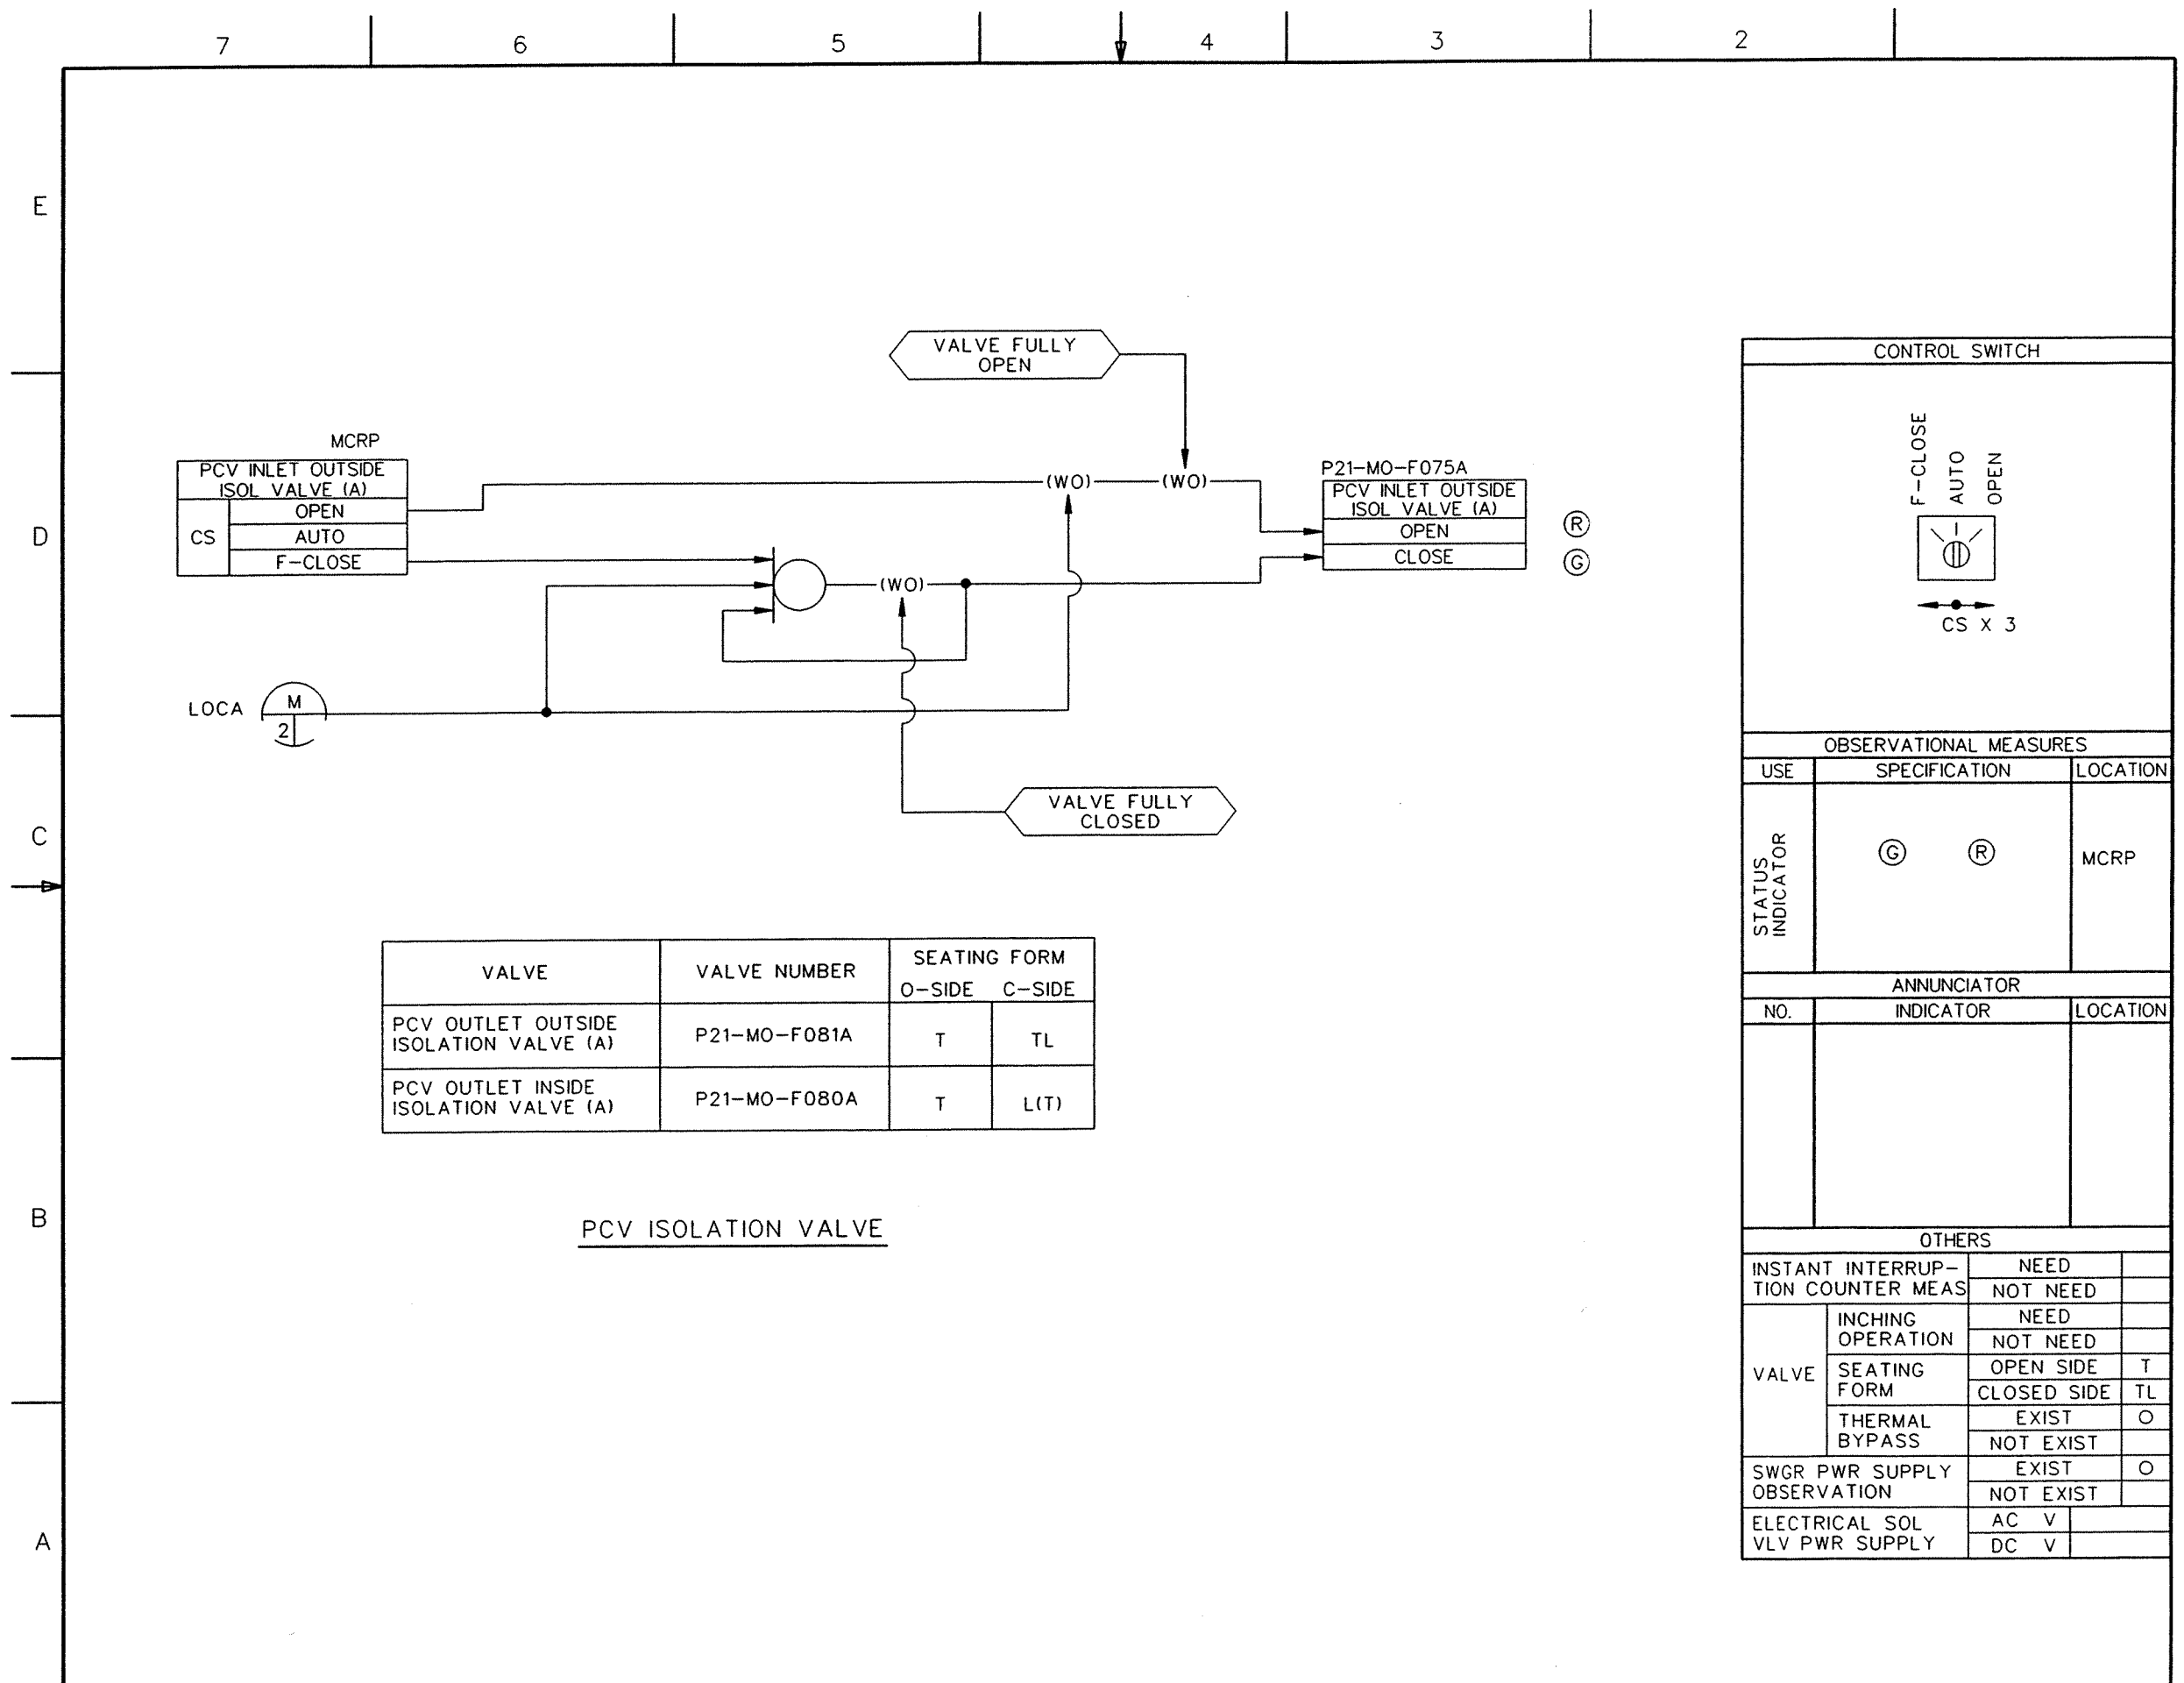 7 6 5 4 3 2
E
D
C
B
A
VALVE FULLY
OPEN
MCRP
PCV INLET OUTSIDE
ISOL VALVE (A)
CS
OPEN
AUTO
F-CLOSE
(WO) (WO)
(WO)
P21-MO-F075A
PCV INLET OUTSIDE
ISOL VALVE (A)
OPEN
CLOSE
R
G
LOCA
M
2
VALVE FULLY
CLOSED
VALVE VALVE NUMBER SEATING FORM
O-SIDE C-SIDE
PCV OUTLET OUTSIDE
ISOLATION VALVE (A)
P21-MO-F081A T TL
PCV OUTLET INSIDE
ISOLATION VALVE (A)
P21-MO-F080A T L(T)
PCV ISOLATION VALVE
CONTROL SWITCH
F-CLOSE
AUTO
OPEN
CS X 3
OBSERVATIONAL MEASURES
USE SPECIFICATION LOCATION
STATUS
INDICATOR
G R MCRP
ANNUNCIATOR
NO. INDICATOR LOCATION
OTHERS
INSTANT INTERRUP-
TION COUNTER MEAS
NEED
NOT NEED
VALVE
INCHING
OPERATION
NEED
NOT NEED
SEATING
FORM
OPEN SIDE T
CLOSED SIDE TL
THERMAL
BYPASS
EXIST O
NOT EXIST
SWGR PWR SUPPLY
OBSERVATION
EXIST O
NOT EXIST
ELECTRICAL SOL
VLV PWR SUPPLY
AC V
DC V